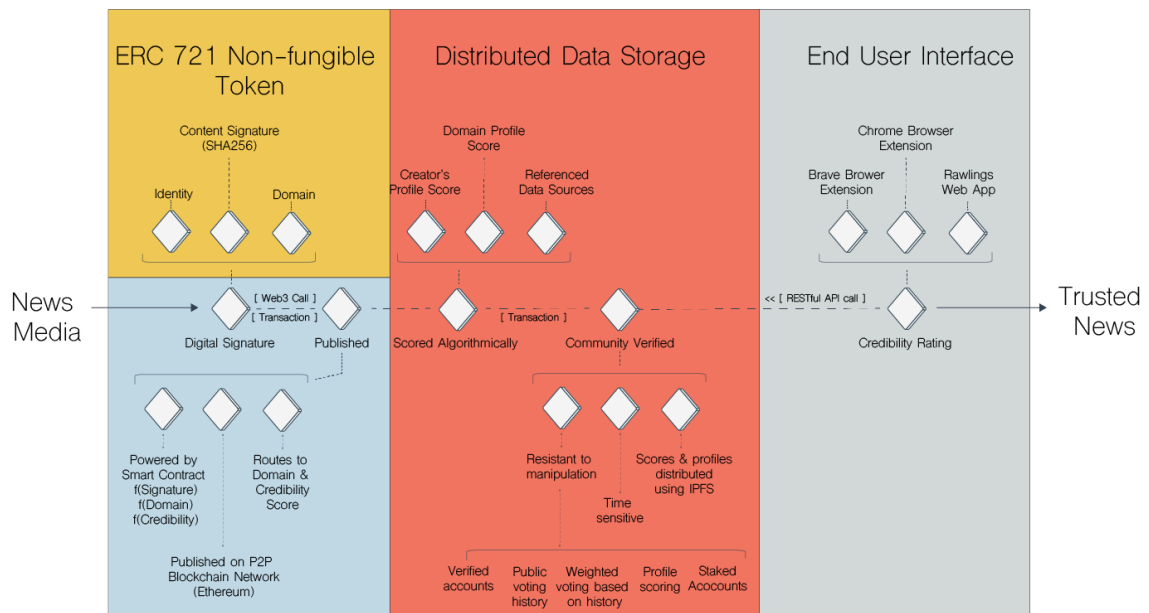 ERC 721 Non-fungible
Token
Distributed Data Storage
End User Interface
Content Signature
(SHA256)
Identity
Domain
Domain Profile
Score
Creator's
Profile Score
Referenced
Data Sources
Chrome Browser
Extension
Brave Brower
Extension
Rawlings
Web App
News
Media
[ Web3 Call ]
[ Transaction ]
Digital Signature
Published
Scored Algorithmically
[ Transaction ]
Community Verified
<< [ RESTful API call ]
Credibility Rating
Trusted
News
Powered by
Smart Contract
f(Signature)
f(Domain)
f(Credibility)
Routes to
Domain &
Credibility
Score
Published on P2P
Blockchain Network
(Ethereum)
Resistant to
manipulation
Time
sensitive
Scores & profiles
distributed
using IPFS
Verified
accounts
Public
voting
history
Weighted
voting based
on history
Profile
scoring
Staked
Acocounts